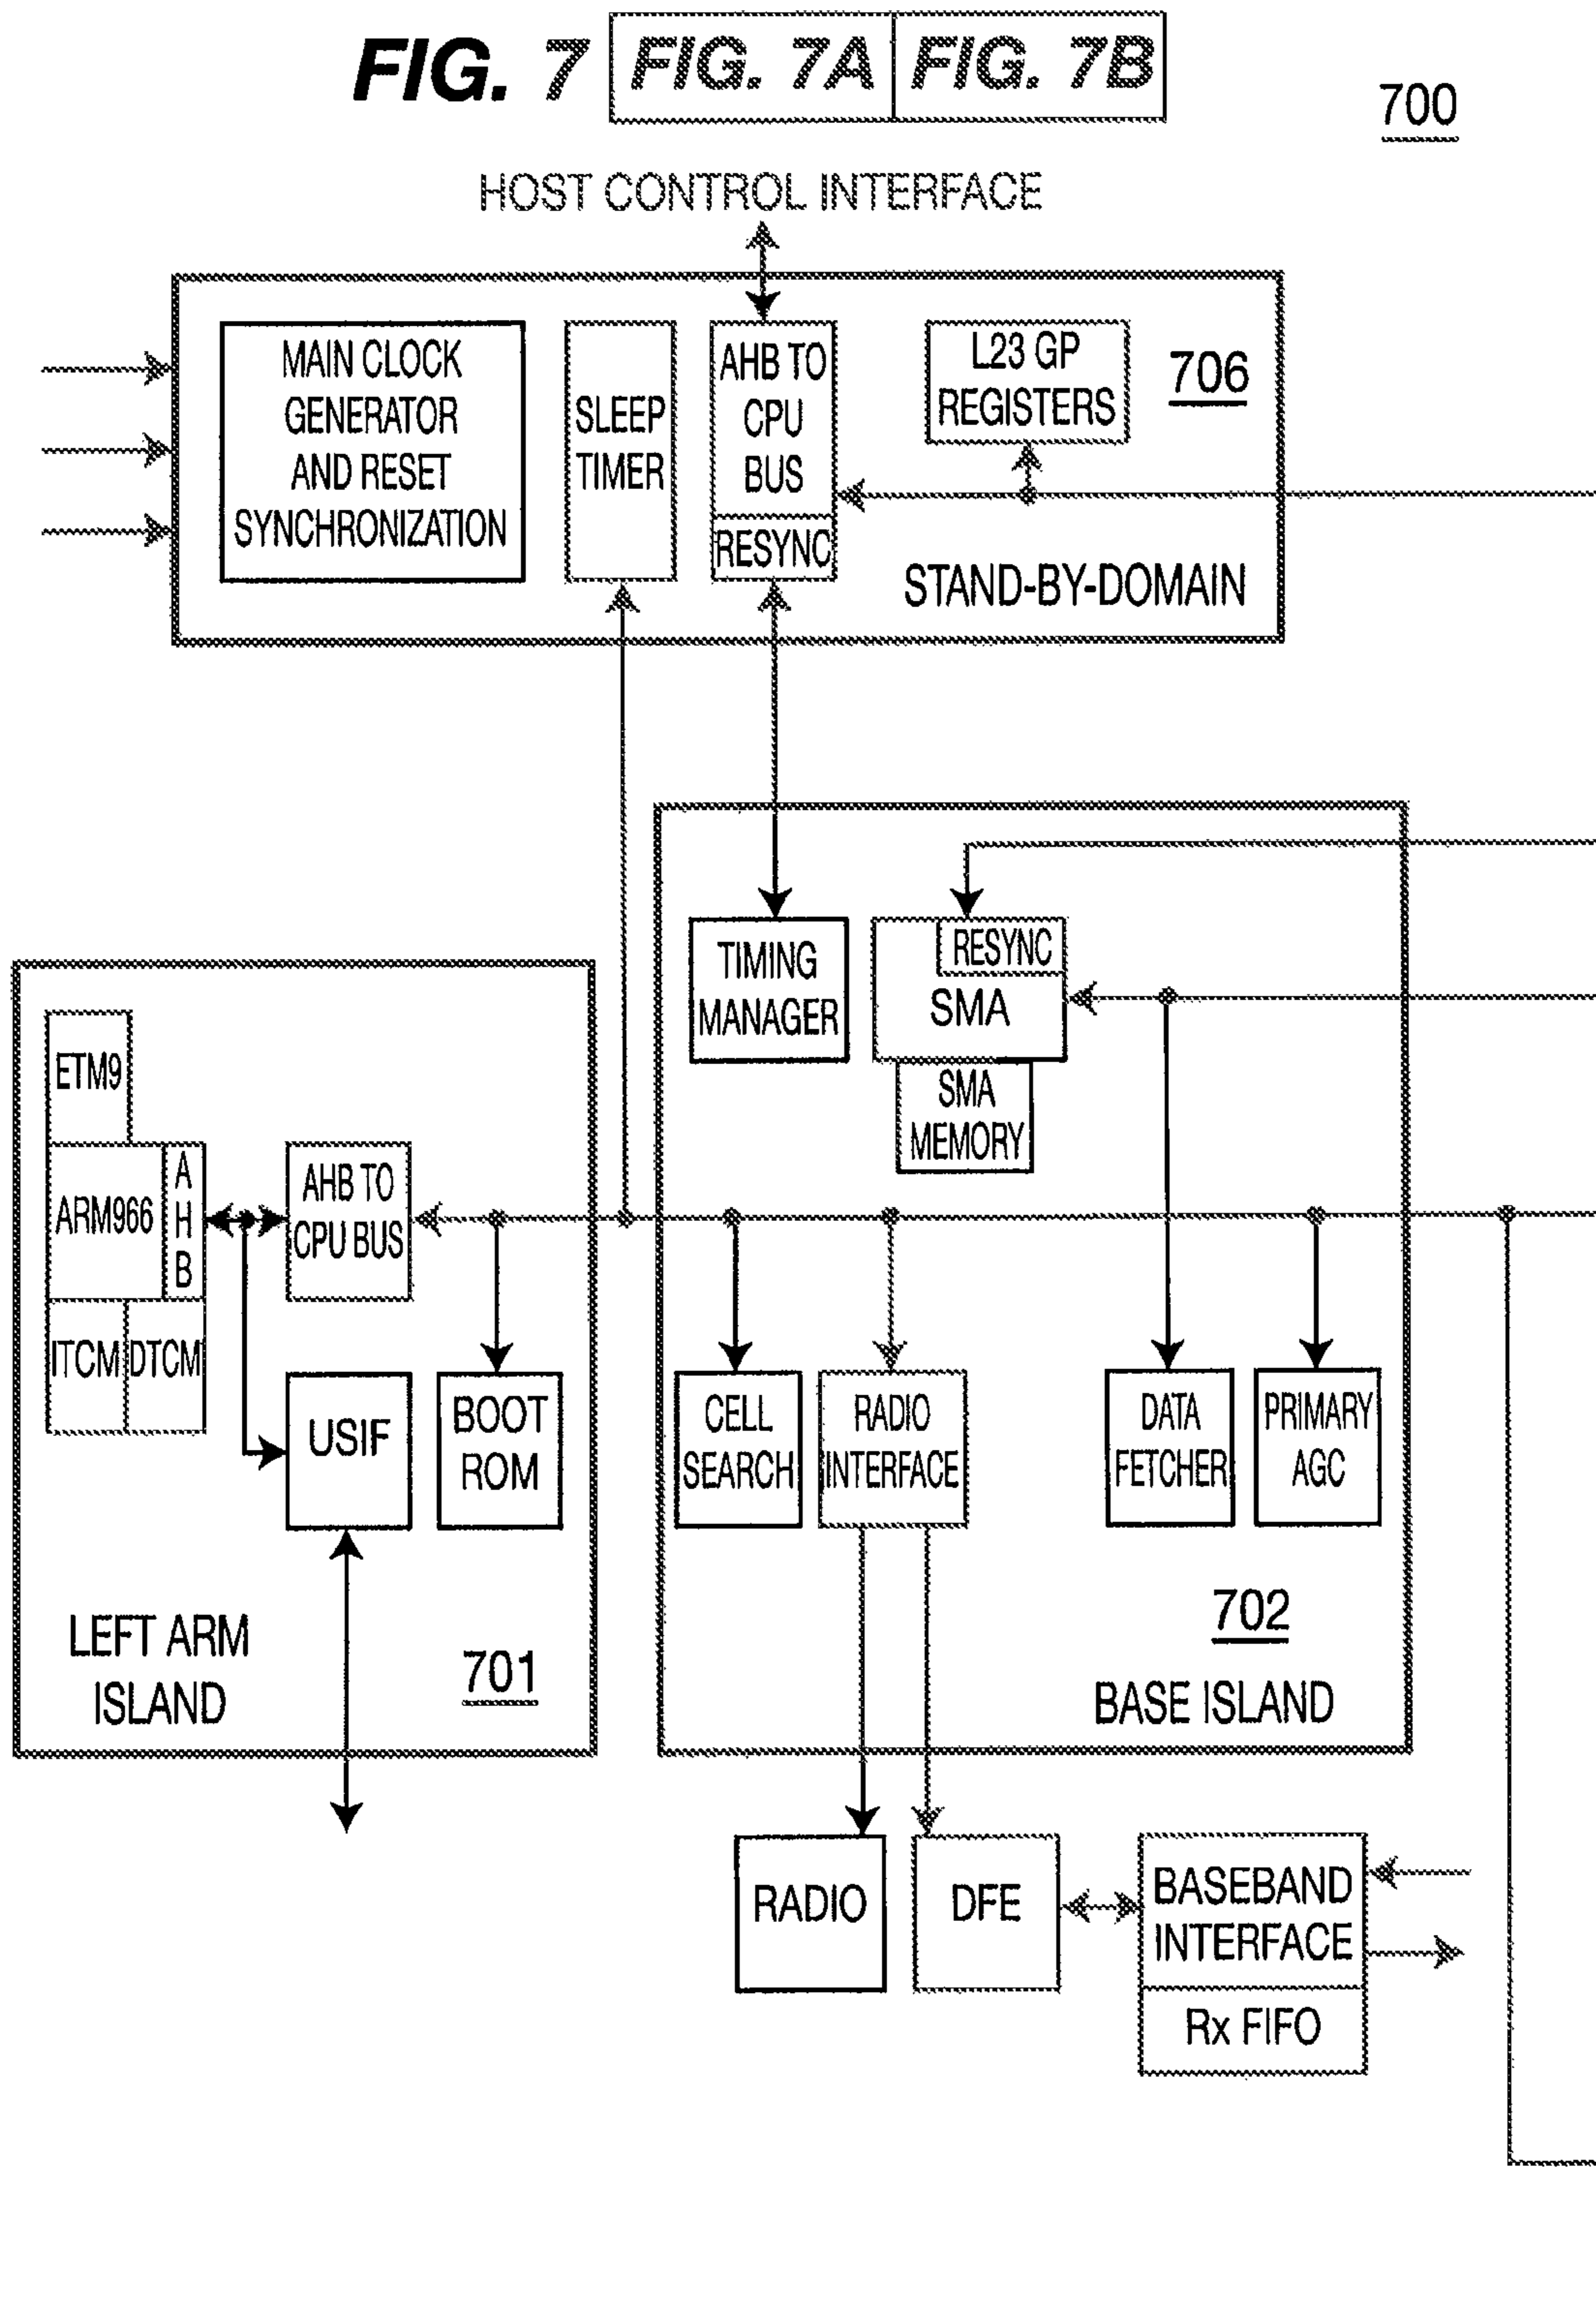 FIG. 7
FIG. 7A
FIG. 7B
700
HOST CONTROL INTERFACE
MAIN CLOCK
GENERATOR
AND RESET
SYNCHRONIZATION
SLEEP
TIMER
AHB TO
CPU
BUS
RESYNC
L23 GP
REGISTERS
706
STAND-BY-DOMAIN
TIMING
MANAGER
RESYNC
SMA
SMA
MEMORY
ETM9
ARM966
A
H
B
ITCM
DTCM
AHB TO
CPU BUS
USIF
BOOT
ROM
LEFT ARM
ISLAND
701
CELL
SEARCH
RADIO
INTERFACE
DATA
FETCHER
PRIMARY
AGC
702
BASE ISLAND
RADIO
DFE
BASEBAND
INTERFACE
Rx FIFO